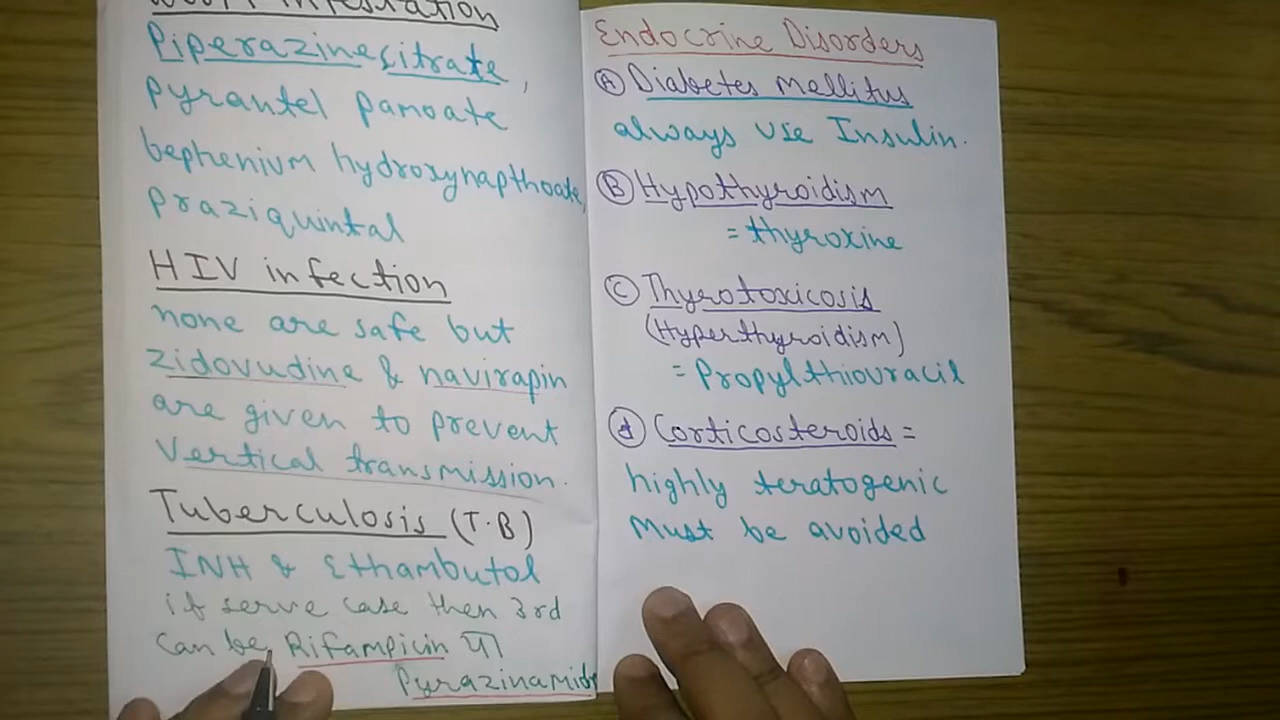 Worm infestation
Piperazine citrate,
Pyrantel pamoate
bephenium hydroxynapthoate,
Praziquintal
HIV infection
none are safe but
zidovudine & navirapin
are given to prevent
Vertical transmission.
Tuberculosis (T.B)
INH & Ethambutol
if serve case then 3rd
can be Rifampicin या
Pyrazinamide
Endocrine Disorders
Ⓐ Diabetes mellitus
always use Insulin.
Ⓑ Hypothyroidism
= thyroxine
Ⓒ Thyrotoxicosis
(Hyperthyroidism)
= Propylthiouracil
ⓓ Corticosteroids =
highly teratogenic
Must be avoided